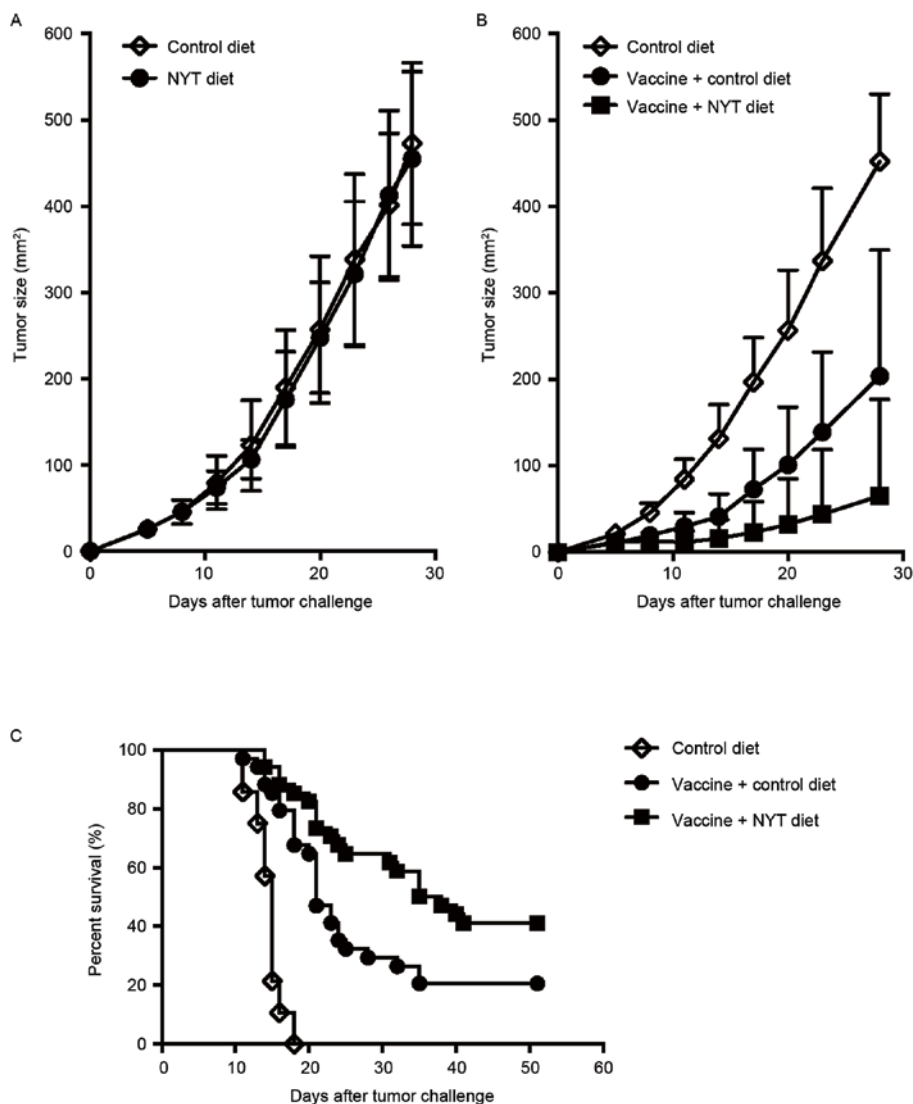 A
Control diet
NYT diet
600
500
400
300
200
100
0
Tumor size (mm²)
0 10 20 30
Days after tumor challenge
B
Control diet
Vaccine + control diet
Vaccine + NYT diet
600
500
400
300
200
100
0
Tumor size (mm²)
0 10 20 30
Days after tumor challenge
C
Control diet
Vaccine + control diet
Vaccine + NYT diet
100
80
60
40
20
0
Percent survival (%)
0 10 20 30 40 50 60
Days after tumor challenge